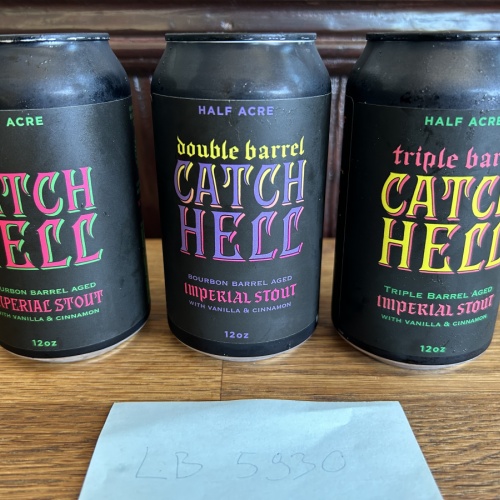 ACRE
ATCH
HELL
BOURBON BARREL AGED
IMPERIAL STOUT
WITH VANILLA & CINNAMON
12oz
HALF ACRE
double barrel
CATCH
HELL
BOURBON BARREL AGED
IMPERIAL STOUT
WITH VANILLA & CINNAMON
12oz
HALF ACRE
triple bar
CATC
HELL
TRIPLE BARREL AGED
IMPERIAL STOUT
WITH VANILLA & CINNAMON
12oz
LB 5930